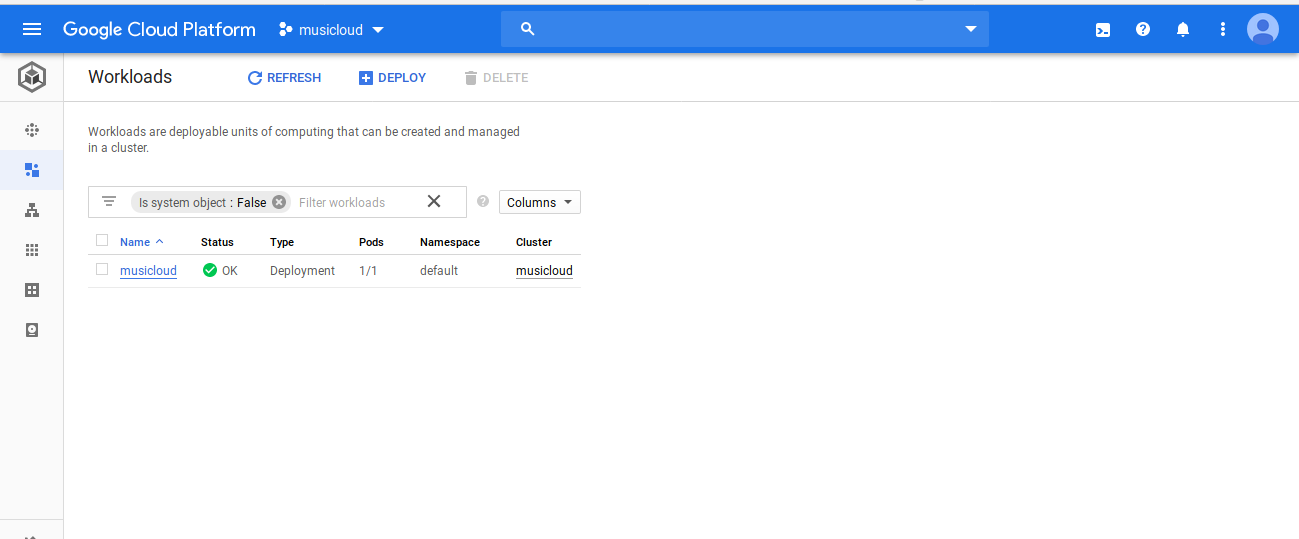 Google Cloud Platform musicloud
Workloads REFRESH DEPLOY DELETE
Workloads are deployable units of computing that can be created and managed
in a cluster.
Is system object : False Filter workloads Columns
Name Status Type Pods Namespace Cluster
musicloud OK Deployment 1/1 default musicloud